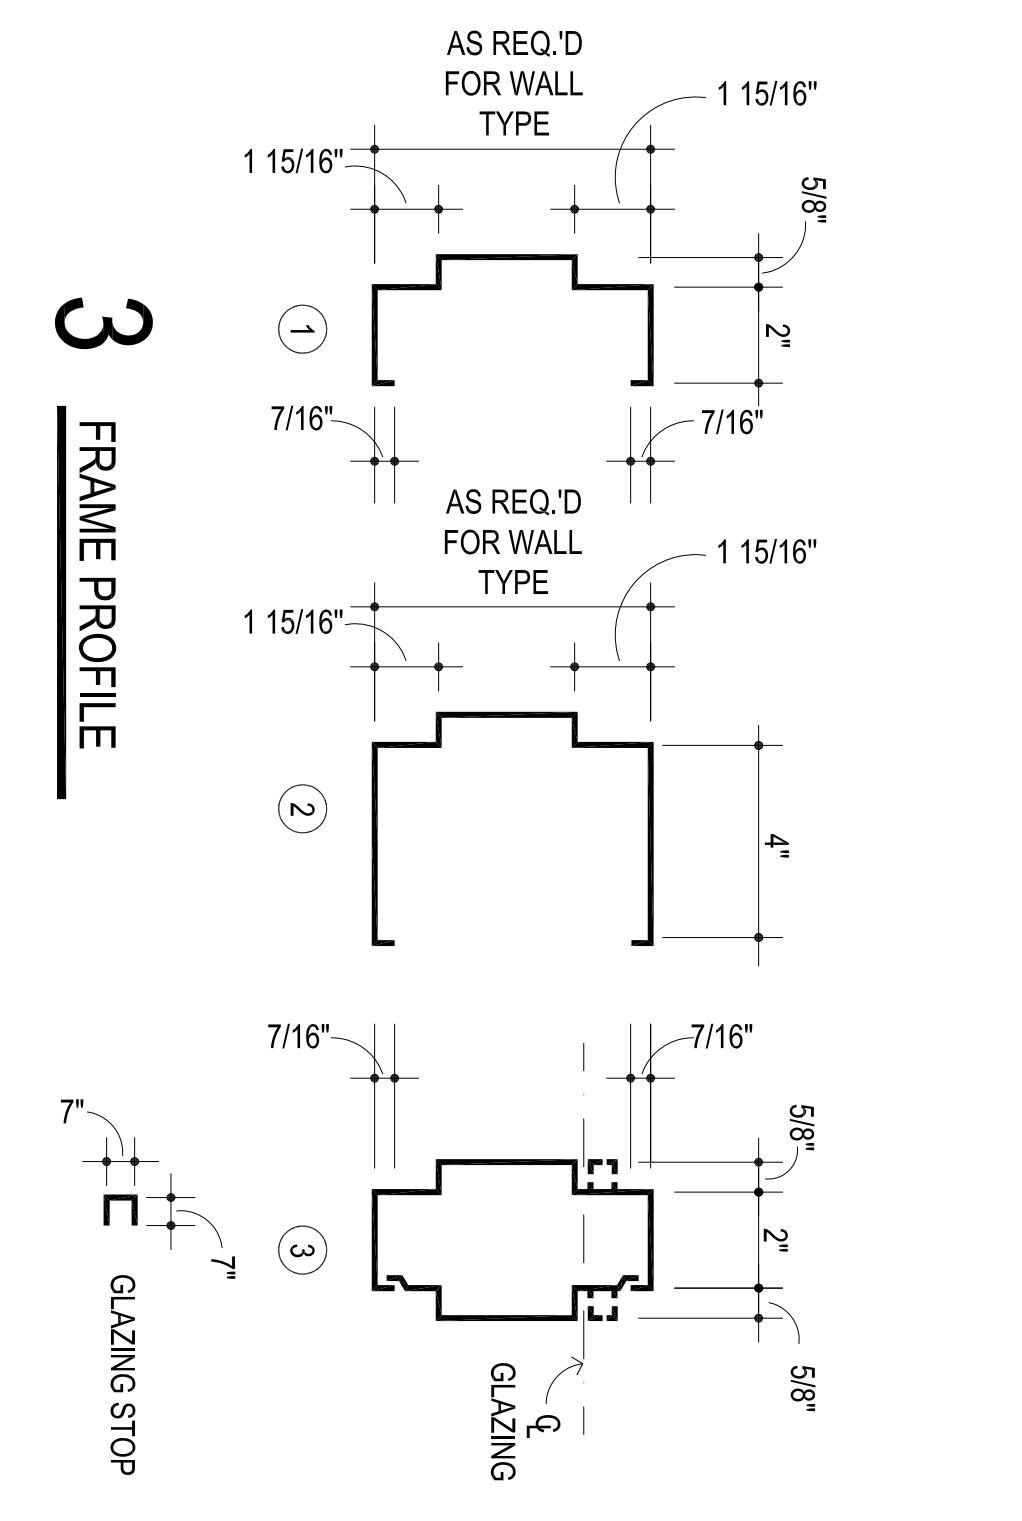 AS REQ.'D
FOR WALL
TYPE
1 15/16"
1 15/16"
5/8"
2"
1
7/16"
7/16"
AS REQ.'D
FOR WALL
TYPE
1 15/16"
1 15/16"
4"
2
7/16"
7/16"
5/8"
2"
5/8"
3
CL
GLAZING
7"
7"
GLAZING STOP
3
FRAME PROFILE